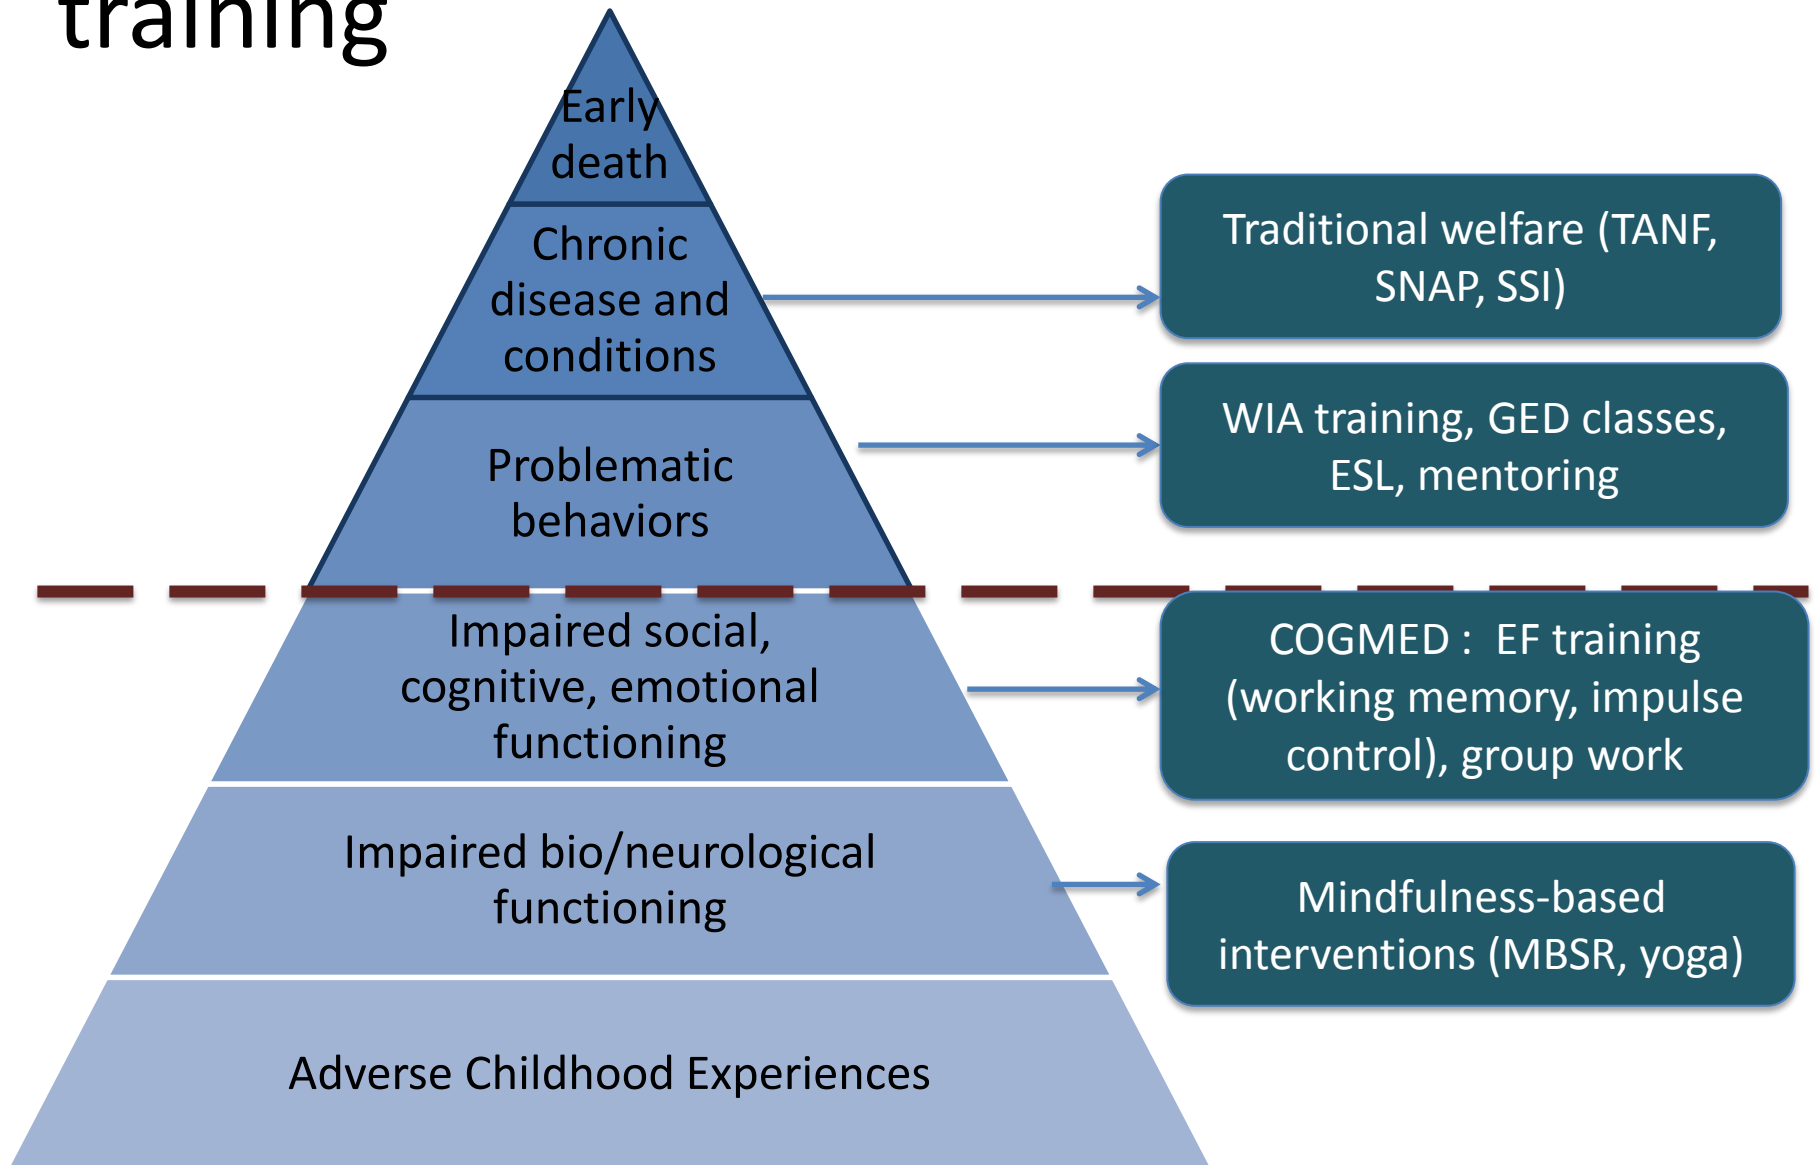 training
Early
death
Chronic
disease and
conditions
Problematic
behaviors
Impaired social,
cognitive, emotional
functioning
Impaired bio/neurological
functioning
Adverse Childhood Experiences
Traditional welfare (TANF,
SNAP, SSI)
WIA training, GED classes,
ESL, mentoring
COGMED :  EF training
(working memory, impulse
control), group work
Mindfulness-based
interventions (MBSR, yoga)